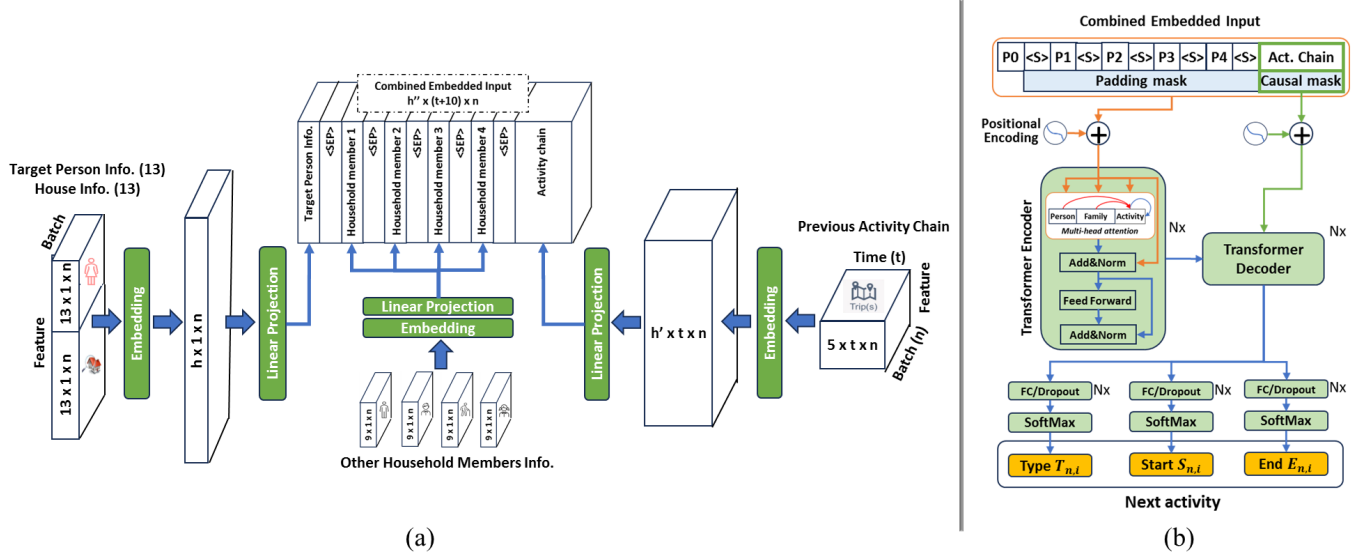 Target Person Info. (13)
House Info. (13)
Batch
Feature
13 x 1 x n
13 x 1 x n
Embedding
h x 1 x n
Linear Projection
Combined Embedded Input
h'' x (t+10) x n
Target Person Info.
<SEP>
Household member 1
<SEP>
Household member 2
<SEP>
Household member 3
<SEP>
Household member 4
<SEP>
Activity chain
Linear Projection
Embedding
9 x 1 x n
9 x 1 x n
9 x 1 x n
9 x 1 x n
Other Household Members Info.
Linear Projection
h' x t x n
Embedding
Previous Activity Chain
Time (t)
Feature
Trip(s)
5 x t x n
Batch (n)
(a)
Combined Embedded Input
P0 <S> P1 <S> P2 <S> P3 <S> P4 <S> Act. Chain
Padding mask Causal mask
Positional
Encoding
Transformer Encoder
Person Family Activity
Multi-head attention
Nx
Add&Norm
Feed Forward
Add&Norm
Transformer
Decoder
Nx
FC/Dropout Nx FC/Dropout Nx FC/Dropout Nx
SoftMax SoftMax SoftMax
Type T_{n,i} Start S_{n,i} End E_{n,i}
Next activity
(b)